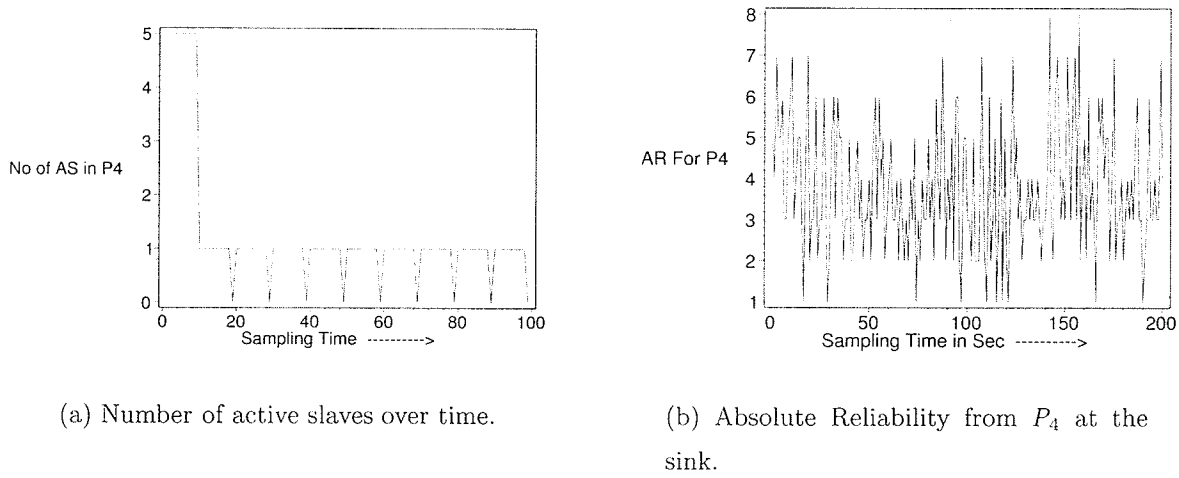 5
4
3
2
1
0
No of AS in P4
0 20 40 60 80 100
Sampling Time --------->
8
7
6
5
4
3
2
1
AR For P4
0 50 100 150 200
Sampling Time in Sec --------->
(a) Number of active slaves over time.
(b) Absolute Reliability from P₄ at the
sink.